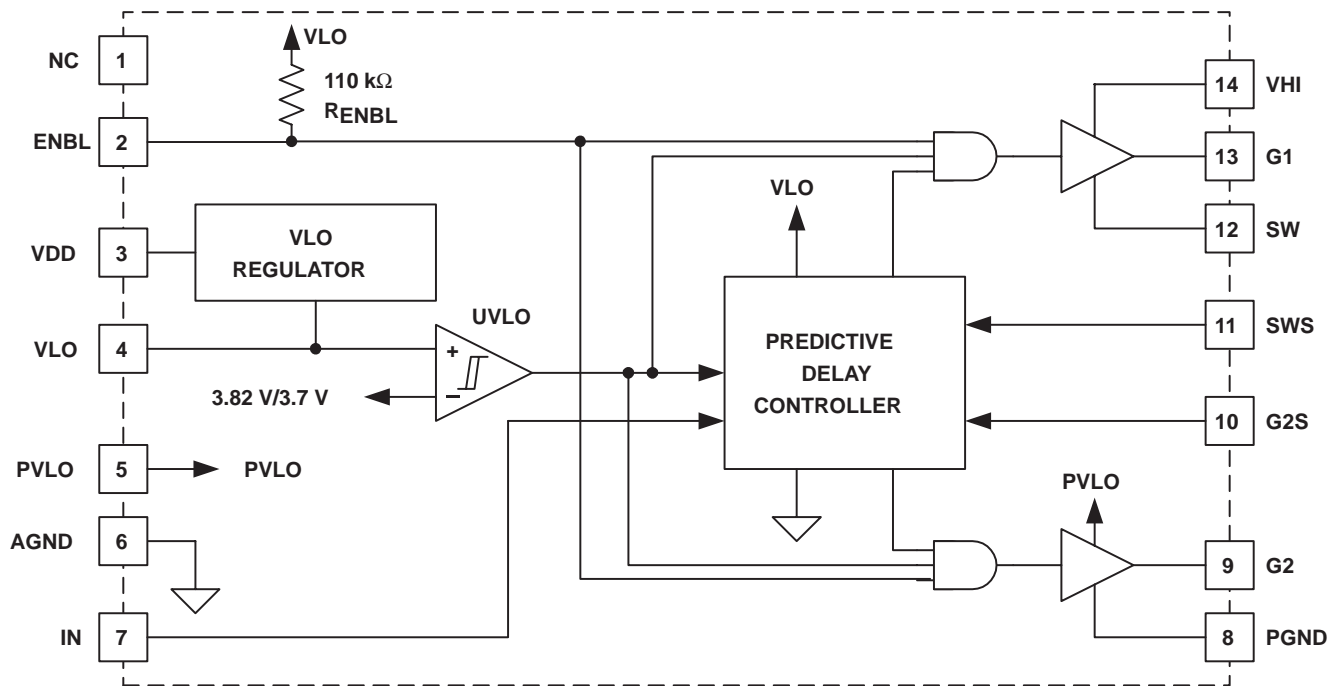 NC
1
VLO
110 kΩ
RENBL
ENBL
2
14
VHI
13
G1
12
SW
VDD
3
VLO
REGULATOR
VLO
UVLO
VLO
4
+
−
3.82 V/3.7 V
PREDICTIVE
DELAY
CONTROLLER
11
SWS
10
G2S
PVLO
5
PVLO
PVLO
AGND
6
9
G2
IN
7
8
PGND